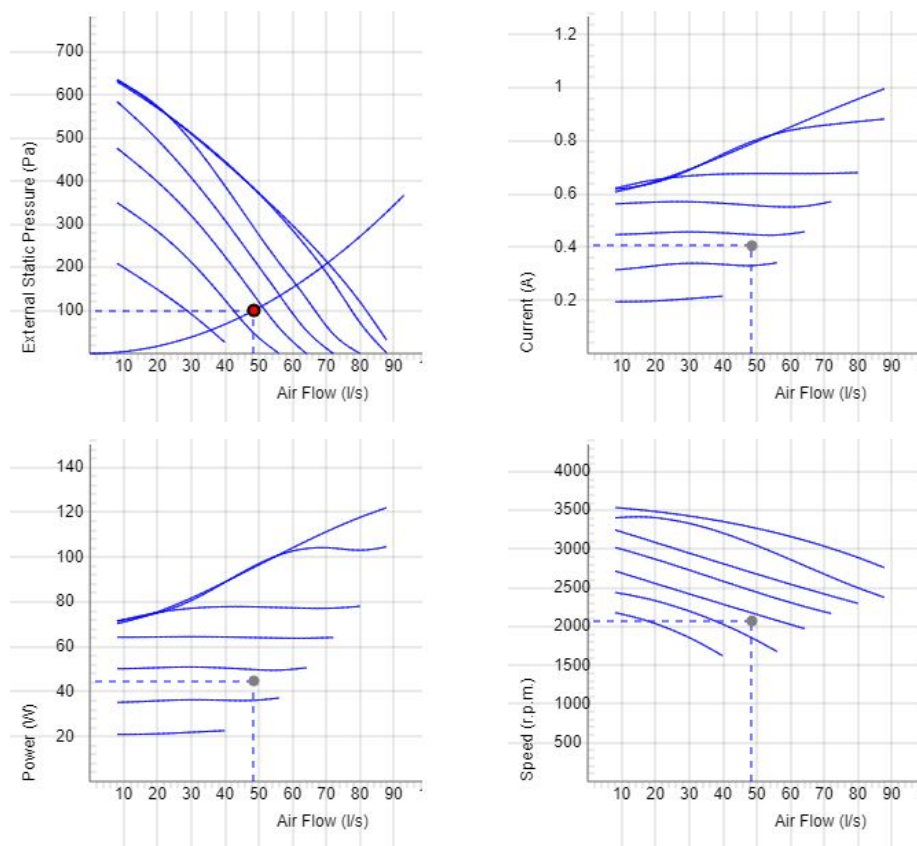 External Static Pressure (Pa)
700
600
500
400
300
200
100
10 20 30 40 50 60 70 80 90
Air Flow (l/s)
Current (A)
1.2
1
0.8
0.6
0.4
0.2
10 20 30 40 50 60 70 80 90
Air Flow (l/s)
Power (W)
140
120
100
80
60
40
20
10 20 30 40 50 60 70 80 90
Air Flow (l/s)
Speed (r.p.m.)
4000
3500
3000
2500
2000
1500
1000
500
10 20 30 40 50 60 70 80 90
Air Flow (l/s)